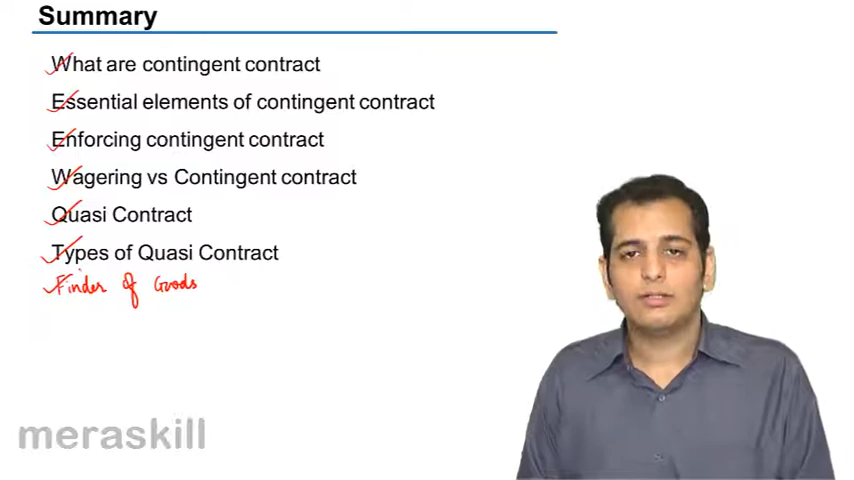 Summary
What are contingent contract
Essential elements of contingent contract
Enforcing contingent contract
Wagering vs Contingent contract
Quasi Contract
Types of Quasi Contract
Finder of Goods
meraskill